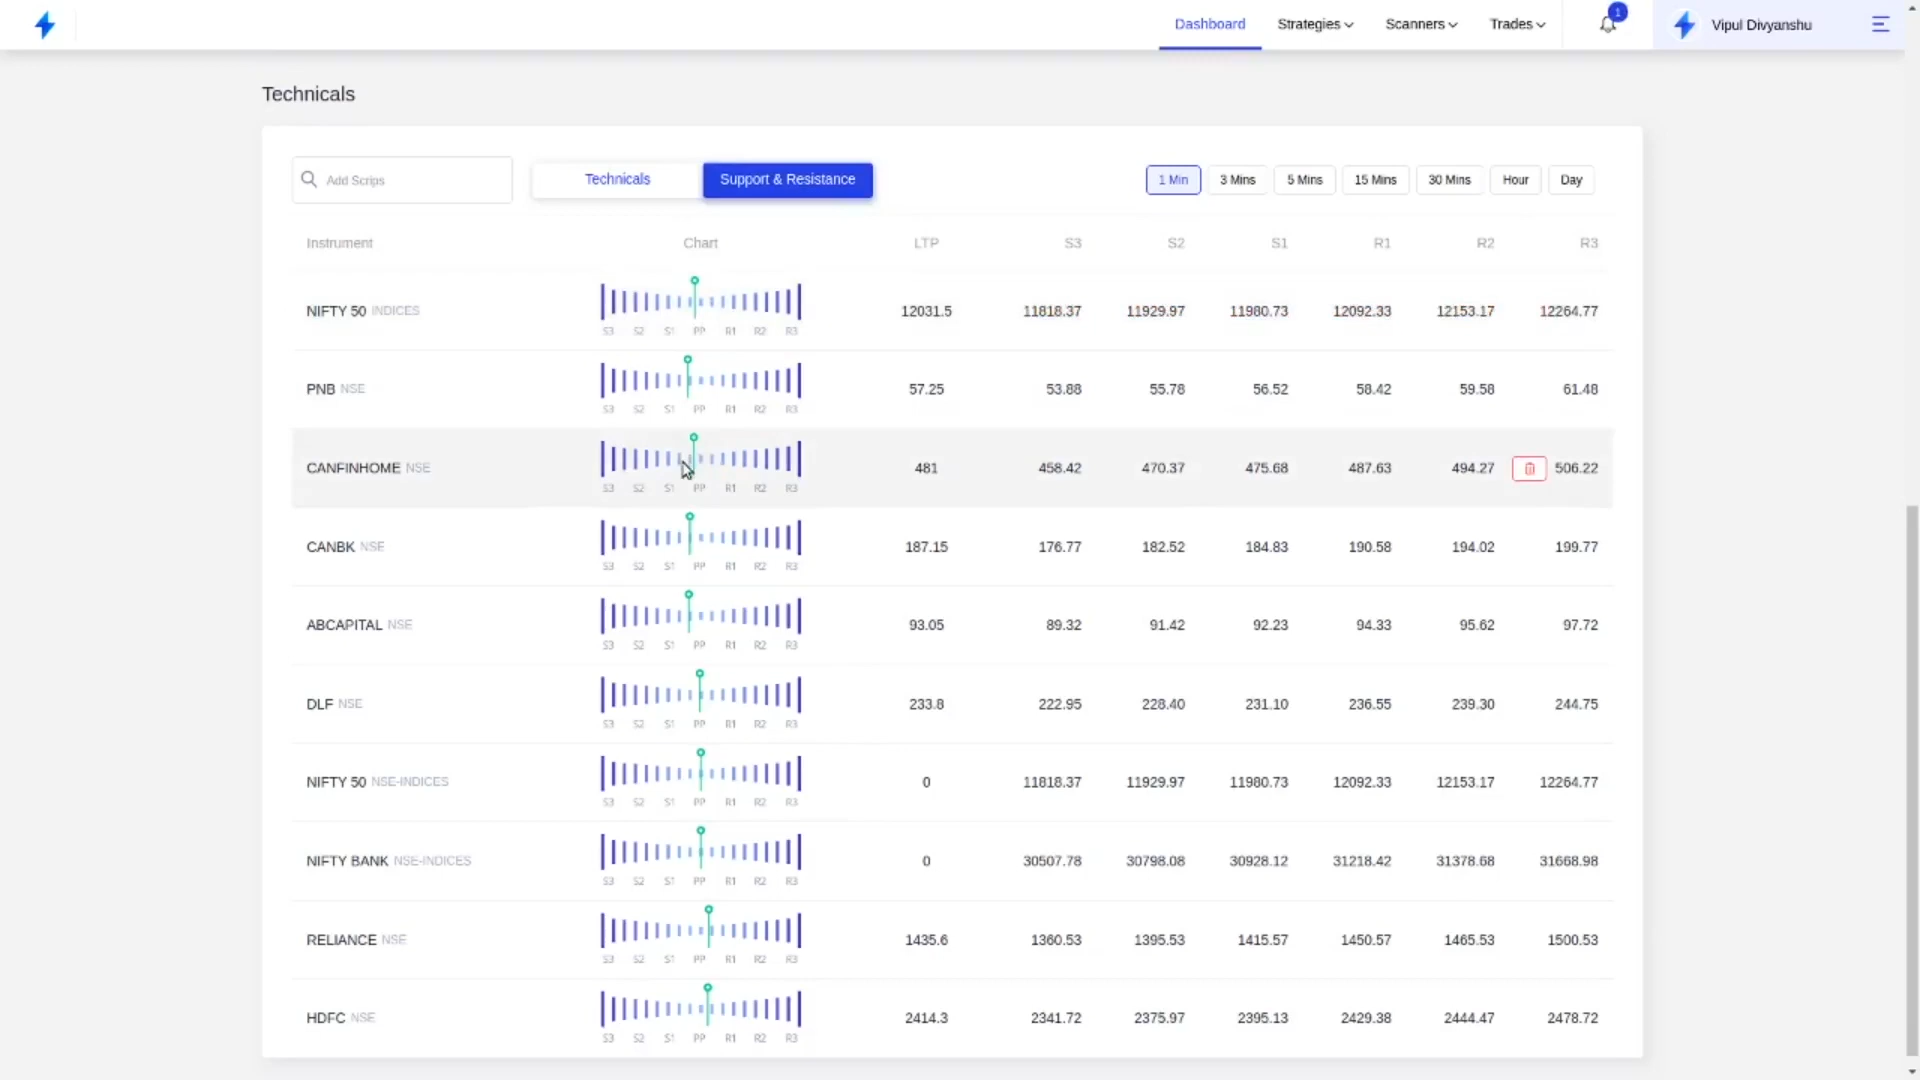 Dashboard Strategies Scanners Trades 1 Vipul Divyanshu
Technicals
Add Scrips Technicals Support & Resistance 1 Min 3 Mins 5 Mins 15 Mins 30 Mins Hour Day
Instrument Chart LTP S3 S2 S1 R1 R2 R3
NIFTY 50 INDICES 12031.5 11818.37 11929.97 11980.73 12092.33 12153.17 12264.77
S3 S2 S1 PP R1 R2 R3
PNB NSE 57.25 53.88 55.78 56.52 58.42 59.58 61.48
S3 S2 S1 PP R1 R2 R3
CANFINHOME NSE 481 458.42 470.37 475.68 487.63 494.27 506.22
S3 S2 S1 PP R1 R2 R3
CANBK NSE 187.15 176.77 182.52 184.83 190.58 194.02 199.77
S3 S2 S1 PP R1 R2 R3
ABCAPITAL NSE 93.05 89.32 91.42 92.23 94.33 95.62 97.72
S3 S2 S1 PP R1 R2 R3
DLF NSE 233.8 222.95 228.40 231.10 236.55 239.30 244.75
S3 S2 S1 PP R1 R2 R3
NIFTY 50 NSE-INDICES 0 11818.37 11929.97 11980.73 12092.33 12153.17 12264.77
S3 S2 S1 PP R1 R2 R3
NIFTY BANK NSE-INDICES 0 30507.78 30798.08 30928.12 31218.42 31378.68 31668.98
S3 S2 S1 PP R1 R2 R3
RELIANCE NSE 1435.6 1360.53 1395.53 1415.57 1450.57 1465.53 1500.53
S3 S2 S1 PP R1 R2 R3
HDFC NSE 2414.3 2341.72 2375.97 2395.13 2429.38 2444.47 2478.72
S3 S2 S1 PP R1 R2 R3